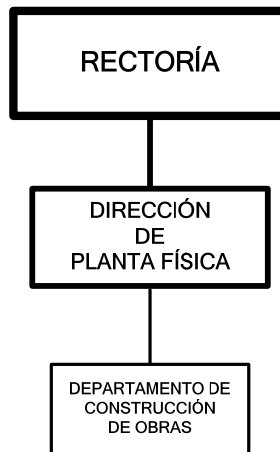 RECTORÍA
DIRECCIÓN
DE
PLANTA FÍSICA
DEPARTAMENTO DE
CONSTRUCCIÓN
DE OBRAS